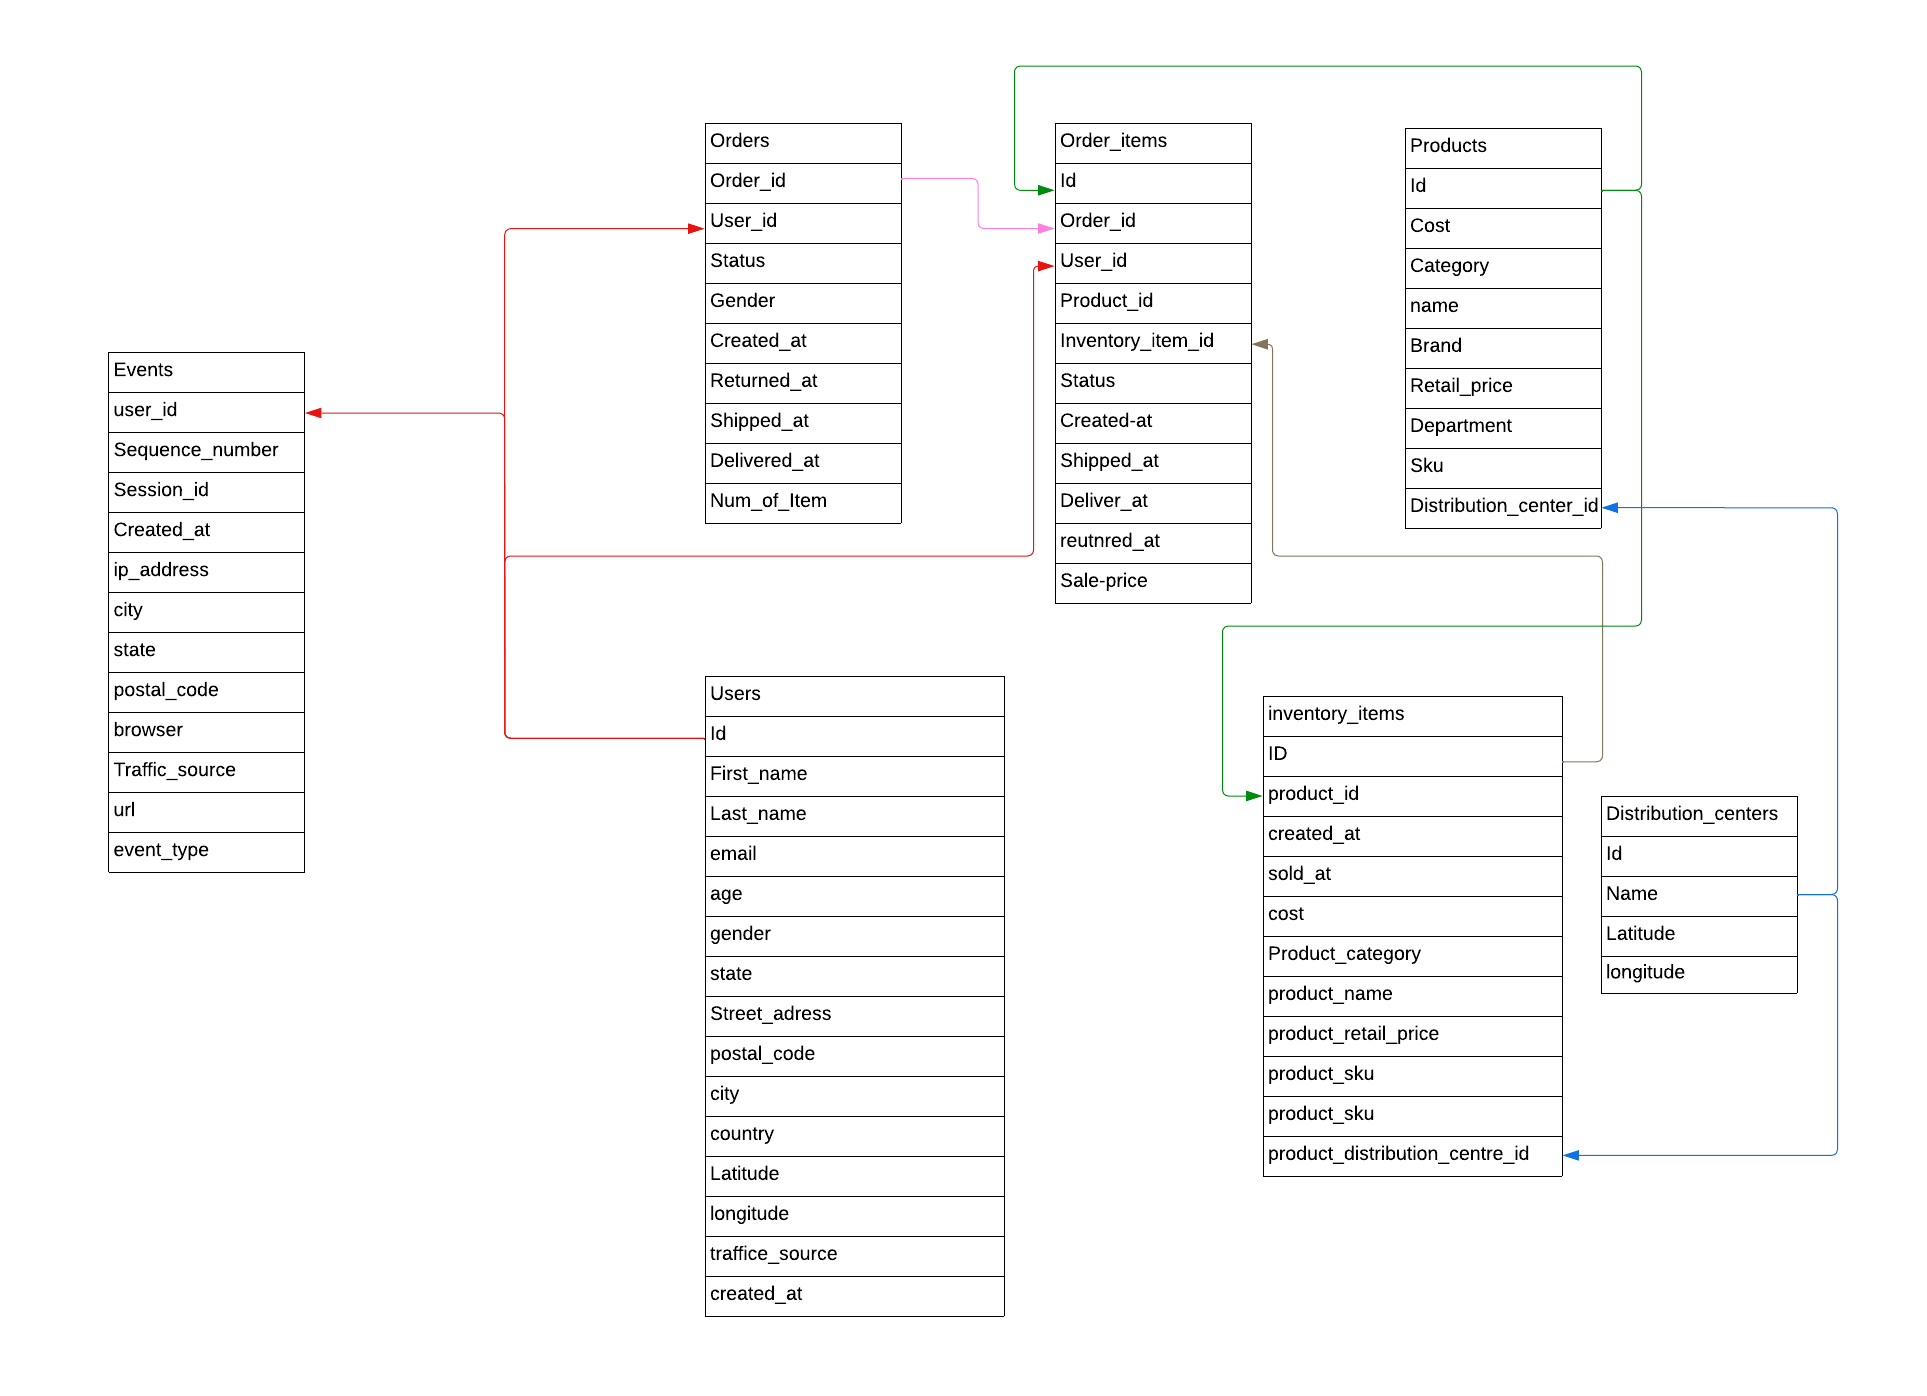 Orders
Order_id
User_id
Status
Gender
Created_at
Returned_at
Shipped_at
Delivered_at
Num_of_Item
Order_items
Id
Order_id
User_id
Product_id
Inventory_item_id
Status
Created-at
Shipped_at
Deliver_at
reutnred_at
Sale-price
Products
Id
Cost
Category
name
Brand
Retail_price
Department
Sku
Distribution_center_id
Events
user_id
Sequence_number
Session_id
Created_at
ip_address
city
state
postal_code
browser
Traffic_source
url
event_type
Users
Id
First_name
Last_name
email
age
gender
state
Street_adress
postal_code
city
country
Latitude
longitude
traffice_source
created_at
inventory_items
ID
product_id
created_at
sold_at
cost
Product_category
product_name
product_retail_price
product_sku
product_sku
product_distribution_centre_id
Distribution_centers
Id
Name
Latitude
longitude